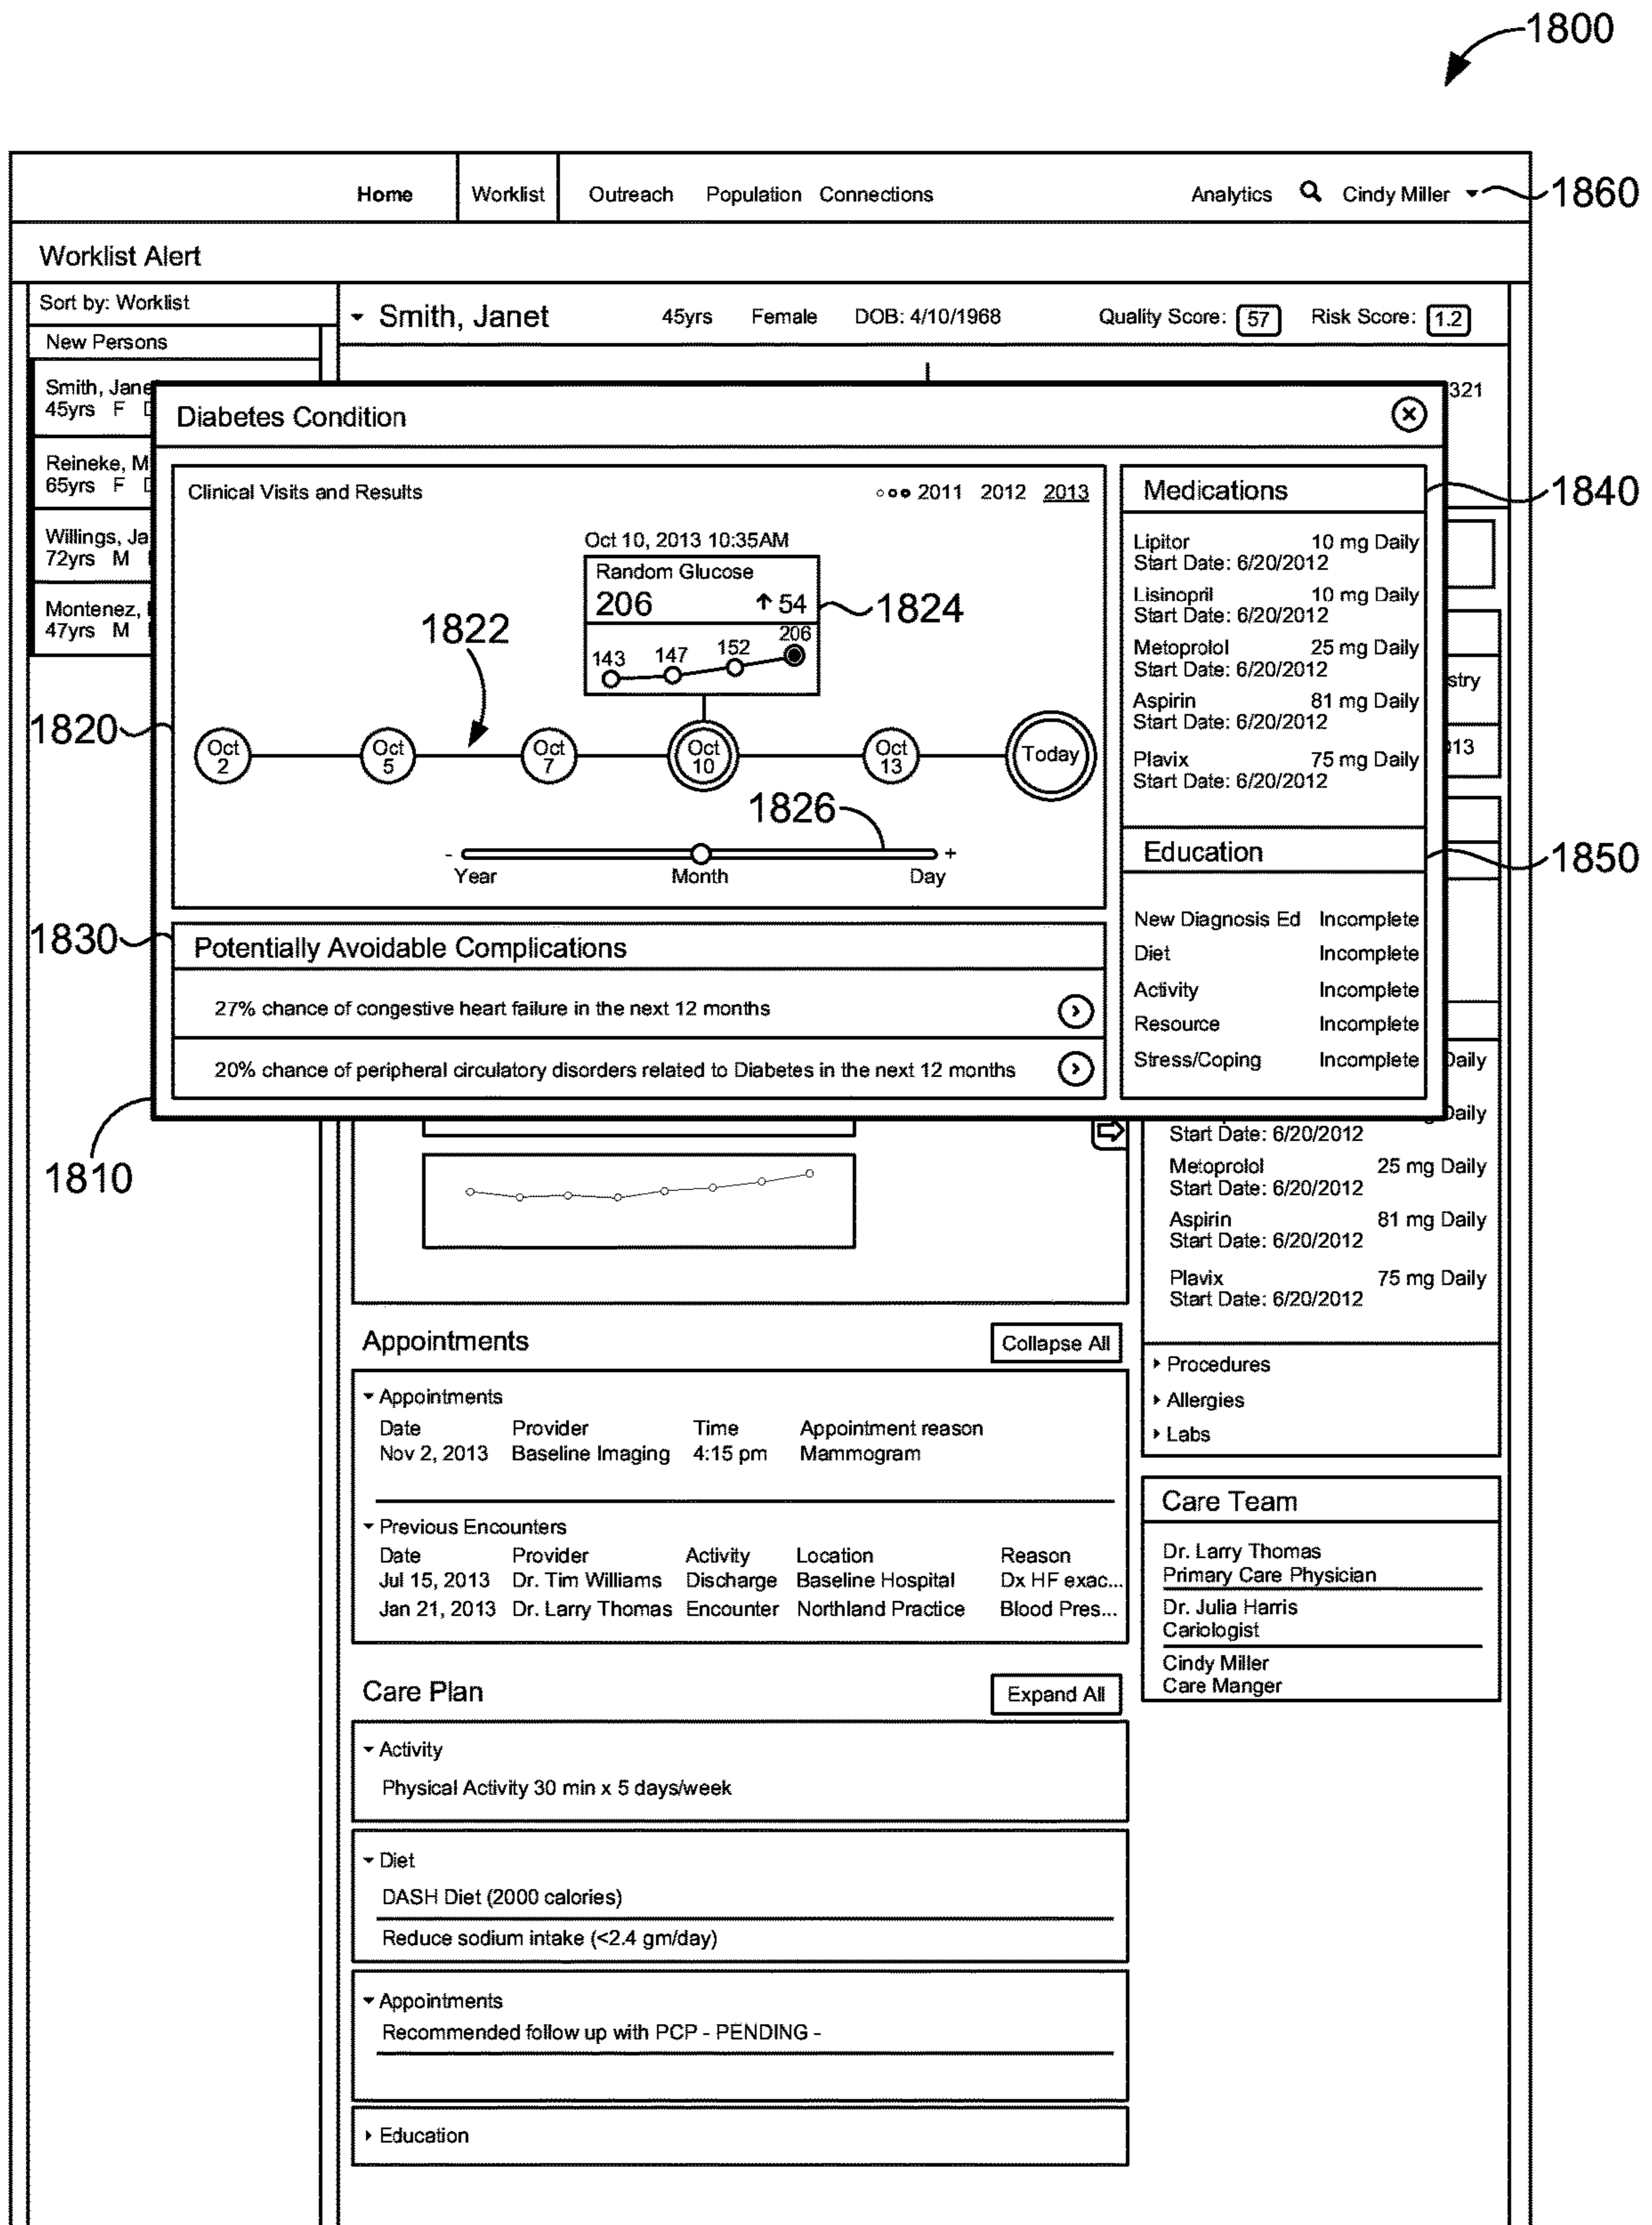 1800
Home Worklist Outreach Population Connections Analytics Cindy Miller 1860
Worklist Alert
Sort by: Worklist
New Persons
Smith, Janet 45yrs Female DOB: 4/10/1968 Quality Score: 57 Risk Score: 1.2
Smith, Jane
45yrs F D
321
Reineke, M
65yrs F D
Willings, Ja
72yrs M
Montenez,
47yrs M
Diabetes Condition
Clinical Visits and Results 2011 2012 2013
Oct 10, 2013 10:35AM
Random Glucose
206 ↑ 54
1824
143 147 152 206
1822
1820
Oct 2
Oct 5
Oct 7
Oct 10
Oct 13
Today
1826
- +
Year Month Day
1830
Potentially Avoidable Complications
27% chance of congestive heart failure in the next 12 months
20% chance of peripheral circulatory disorders related to Diabetes in the next 12 months
1810
Medications
1840
Lipitor 10 mg Daily
Start Date: 6/20/2012
Lisinopril 10 mg Daily
Start Date: 6/20/2012
Metoprolol 25 mg Daily
Start Date: 6/20/2012
Aspirin 81 mg Daily
Start Date: 6/20/2012
Plavix 75 mg Daily
Start Date: 6/20/2012
stry
013
Education
1850
New Diagnosis Ed Incomplete
Diet Incomplete
Activity Incomplete
Resource Incomplete
Stress/Coping Incomplete
Daily
Daily
Start Date: 6/20/2012
Metoprolol 25 mg Daily
Start Date: 6/20/2012
Aspirin 81 mg Daily
Start Date: 6/20/2012
Plavix 75 mg Daily
Start Date: 6/20/2012
Procedures
Allergies
Labs
Appointments Collapse All
Appointments
Date Provider Time Appointment reason
Nov 2, 2013 Baseline Imaging 4:15 pm Mammogram
Previous Encounters
Date Provider Activity Location Reason
Jul 15, 2013 Dr. Tim Williams Discharge Baseline Hospital Dx HF exac...
Jan 21, 2013 Dr. Larry Thomas Encounter Northland Practice Blood Pres...
Care Team
Dr. Larry Thomas
Primary Care Physician
Dr. Julia Harris
Cariologist
Cindy Miller
Care Manger
Care Plan Expand All
Activity
Physical Activity 30 min x 5 days/week
Diet
DASH Diet (2000 calories)
Reduce sodium intake (<2.4 gm/day)
Appointments
Recommended follow up with PCP - PENDING -
Education